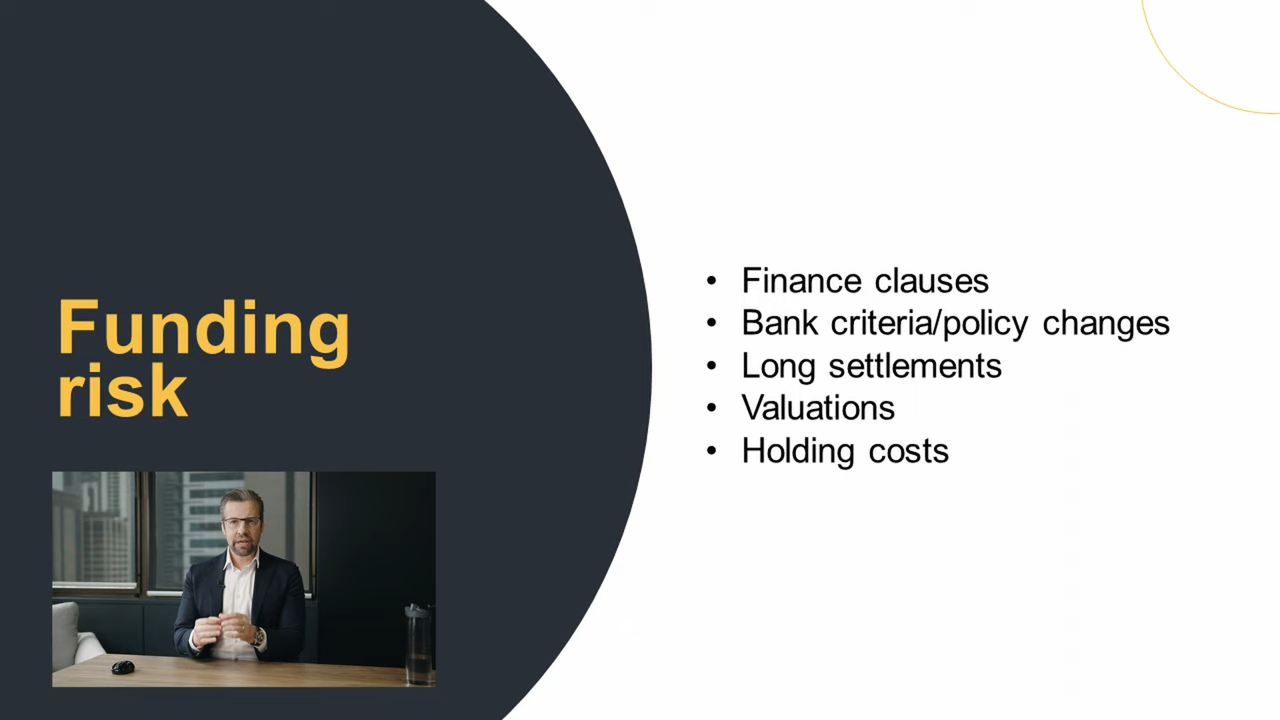 Funding
risk
• Finance clauses
• Bank criteria/policy changes
• Long settlements
• Valuations
• Holding costs